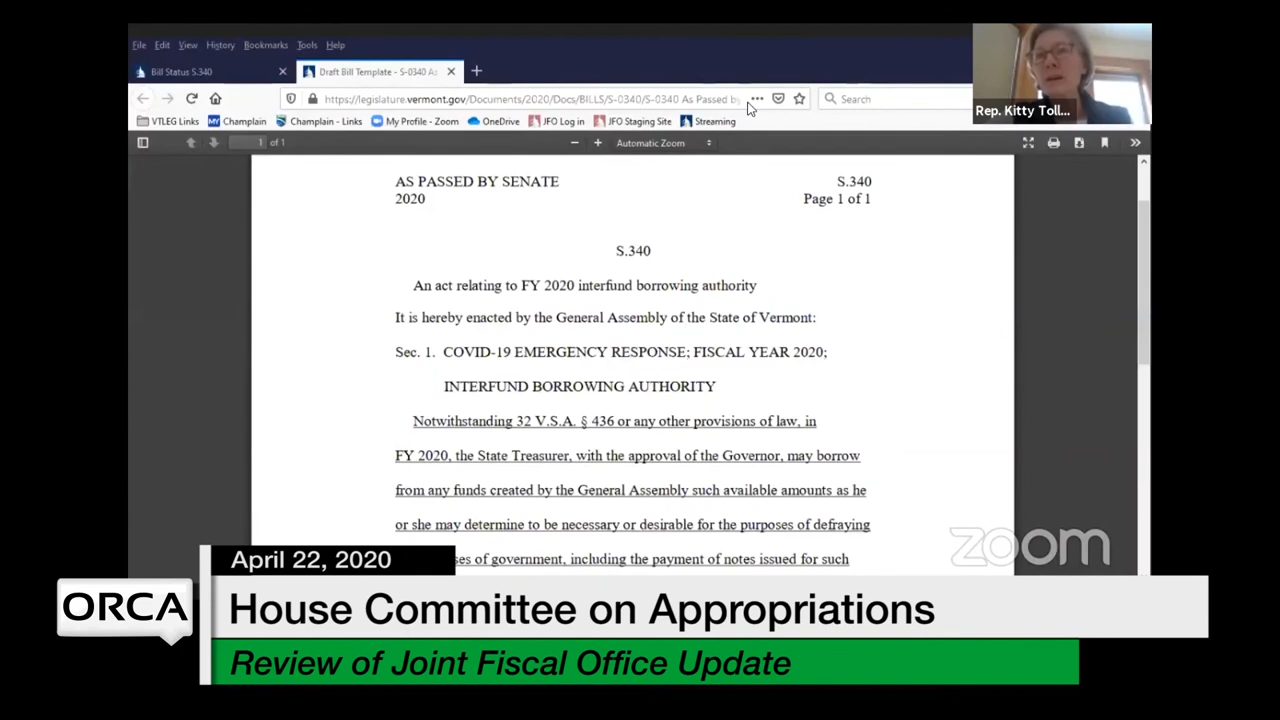 File Edit View History Bookmarks Tools Help
Bill Status S.340
Draft Bill Template - S-0340 As
https://legislature.vermont.gov/Documents/2020/Docs/BILLS/S-0340/S-0340 As Passed by
Search
Rep. Kitty Toll...
VTLEG Links Champlain Champlain - Links My Profile - Zoom OneDrive JFO Log in JFO Staging Site Streaming
1 of 1 Automatic Zoom
AS PASSED BY SENATE S.340
2020 Page 1 of 1
S.340
An act relating to FY 2020 interfund borrowing authority
It is hereby enacted by the General Assembly of the State of Vermont:
Sec. 1. COVID-19 EMERGENCY RESPONSE; FISCAL YEAR 2020;
INTERFUND BORROWING AUTHORITY
Notwithstanding 32 V.S.A. § 436 or any other provisions of law, in
FY 2020, the State Treasurer, with the approval of the Governor, may borrow
from any funds created by the General Assembly such available amounts as he
or she may determine to be necessary or desirable for the purposes of defraying
of government, including the payment of notes issued for such
zoom
April 22, 2020
ORCA
House Committee on Appropriations
Review of Joint Fiscal Office Update